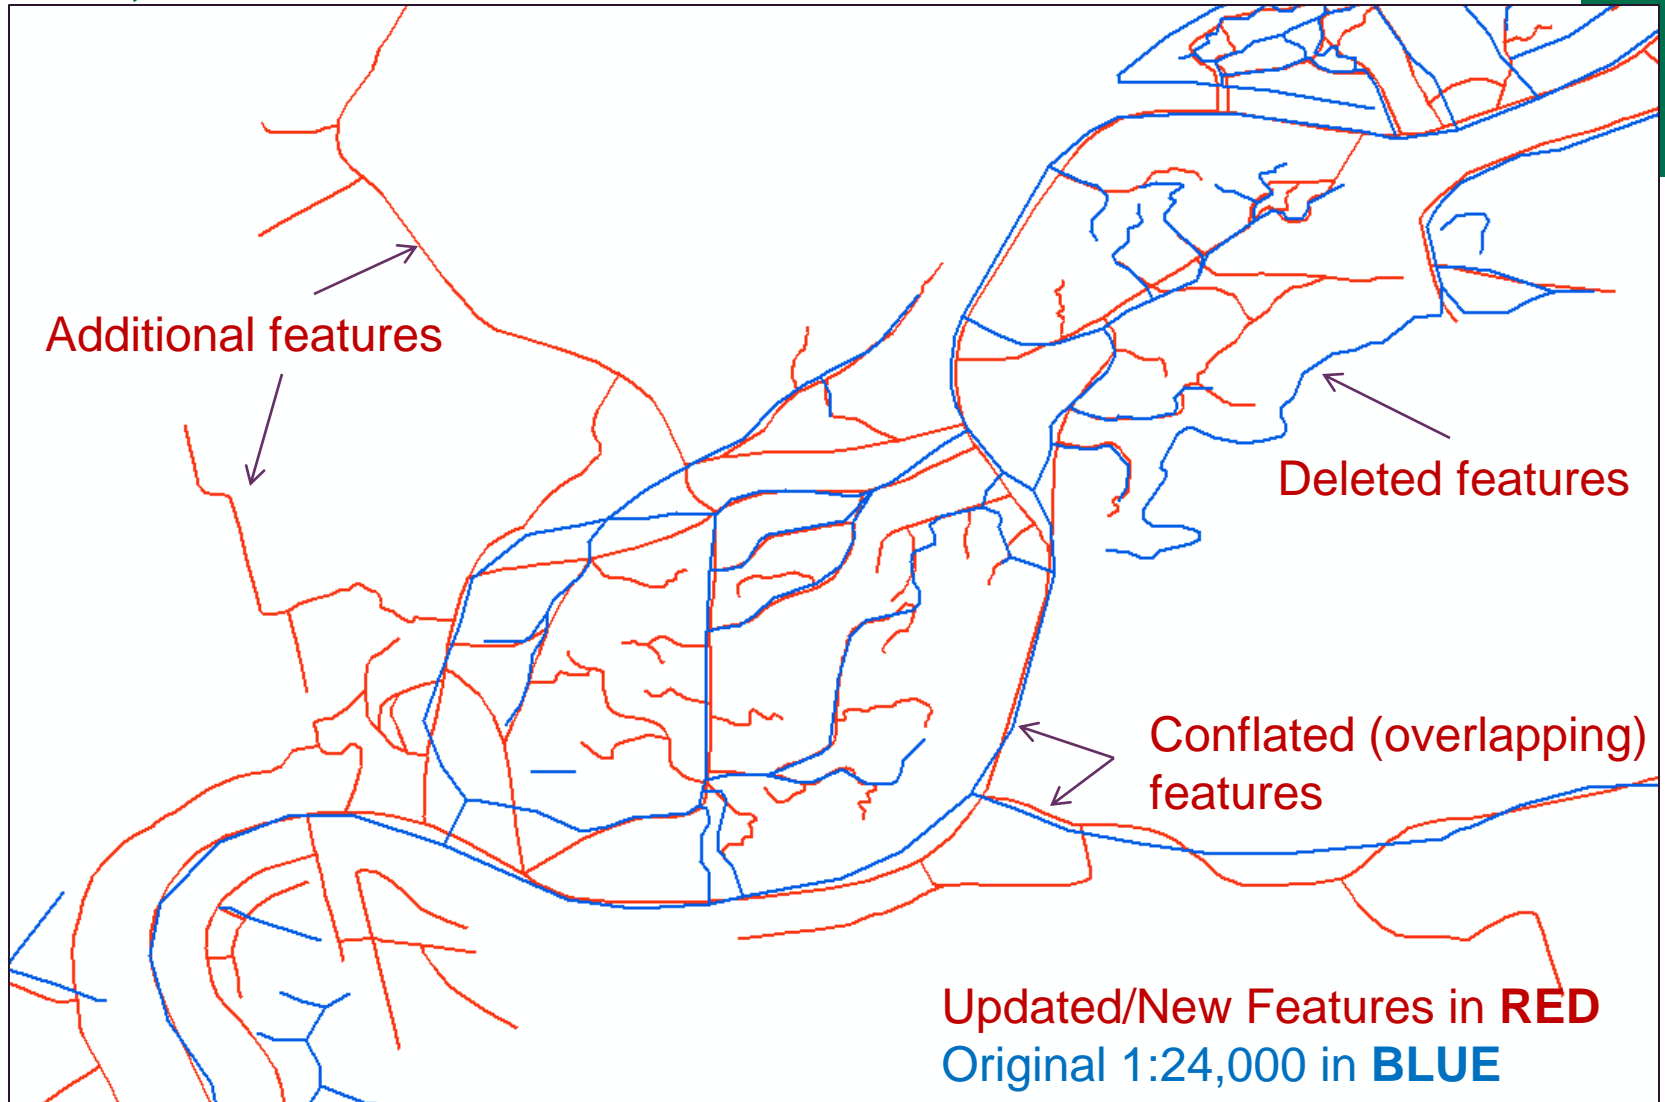 Additional features
Deleted features
Conflated (overlapping)
features
Updated/New Features in RED
Original 1:24,000 in BLUE